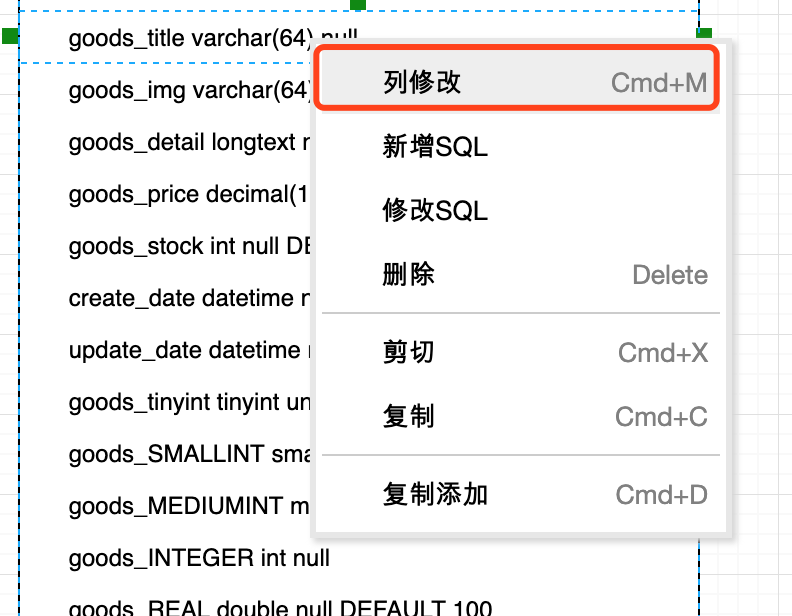 goods_title varchar(64) null
列修改 Cmd+M
goods_img varchar(64)
新增SQL
goods_detail longtext
修改SQL
goods_price decimal(1
goods_stock int null DE
删除 Delete
create_date datetime
update_date datetime
剪切 Cmd+X
goods_tinyint tinyint un
复制 Cmd+C
goods_SMALLINT sma
复制添加 Cmd+D
goods_MEDIUMINT m
goods_INTEGER int null
goods_REAL double null DEFAULT 100